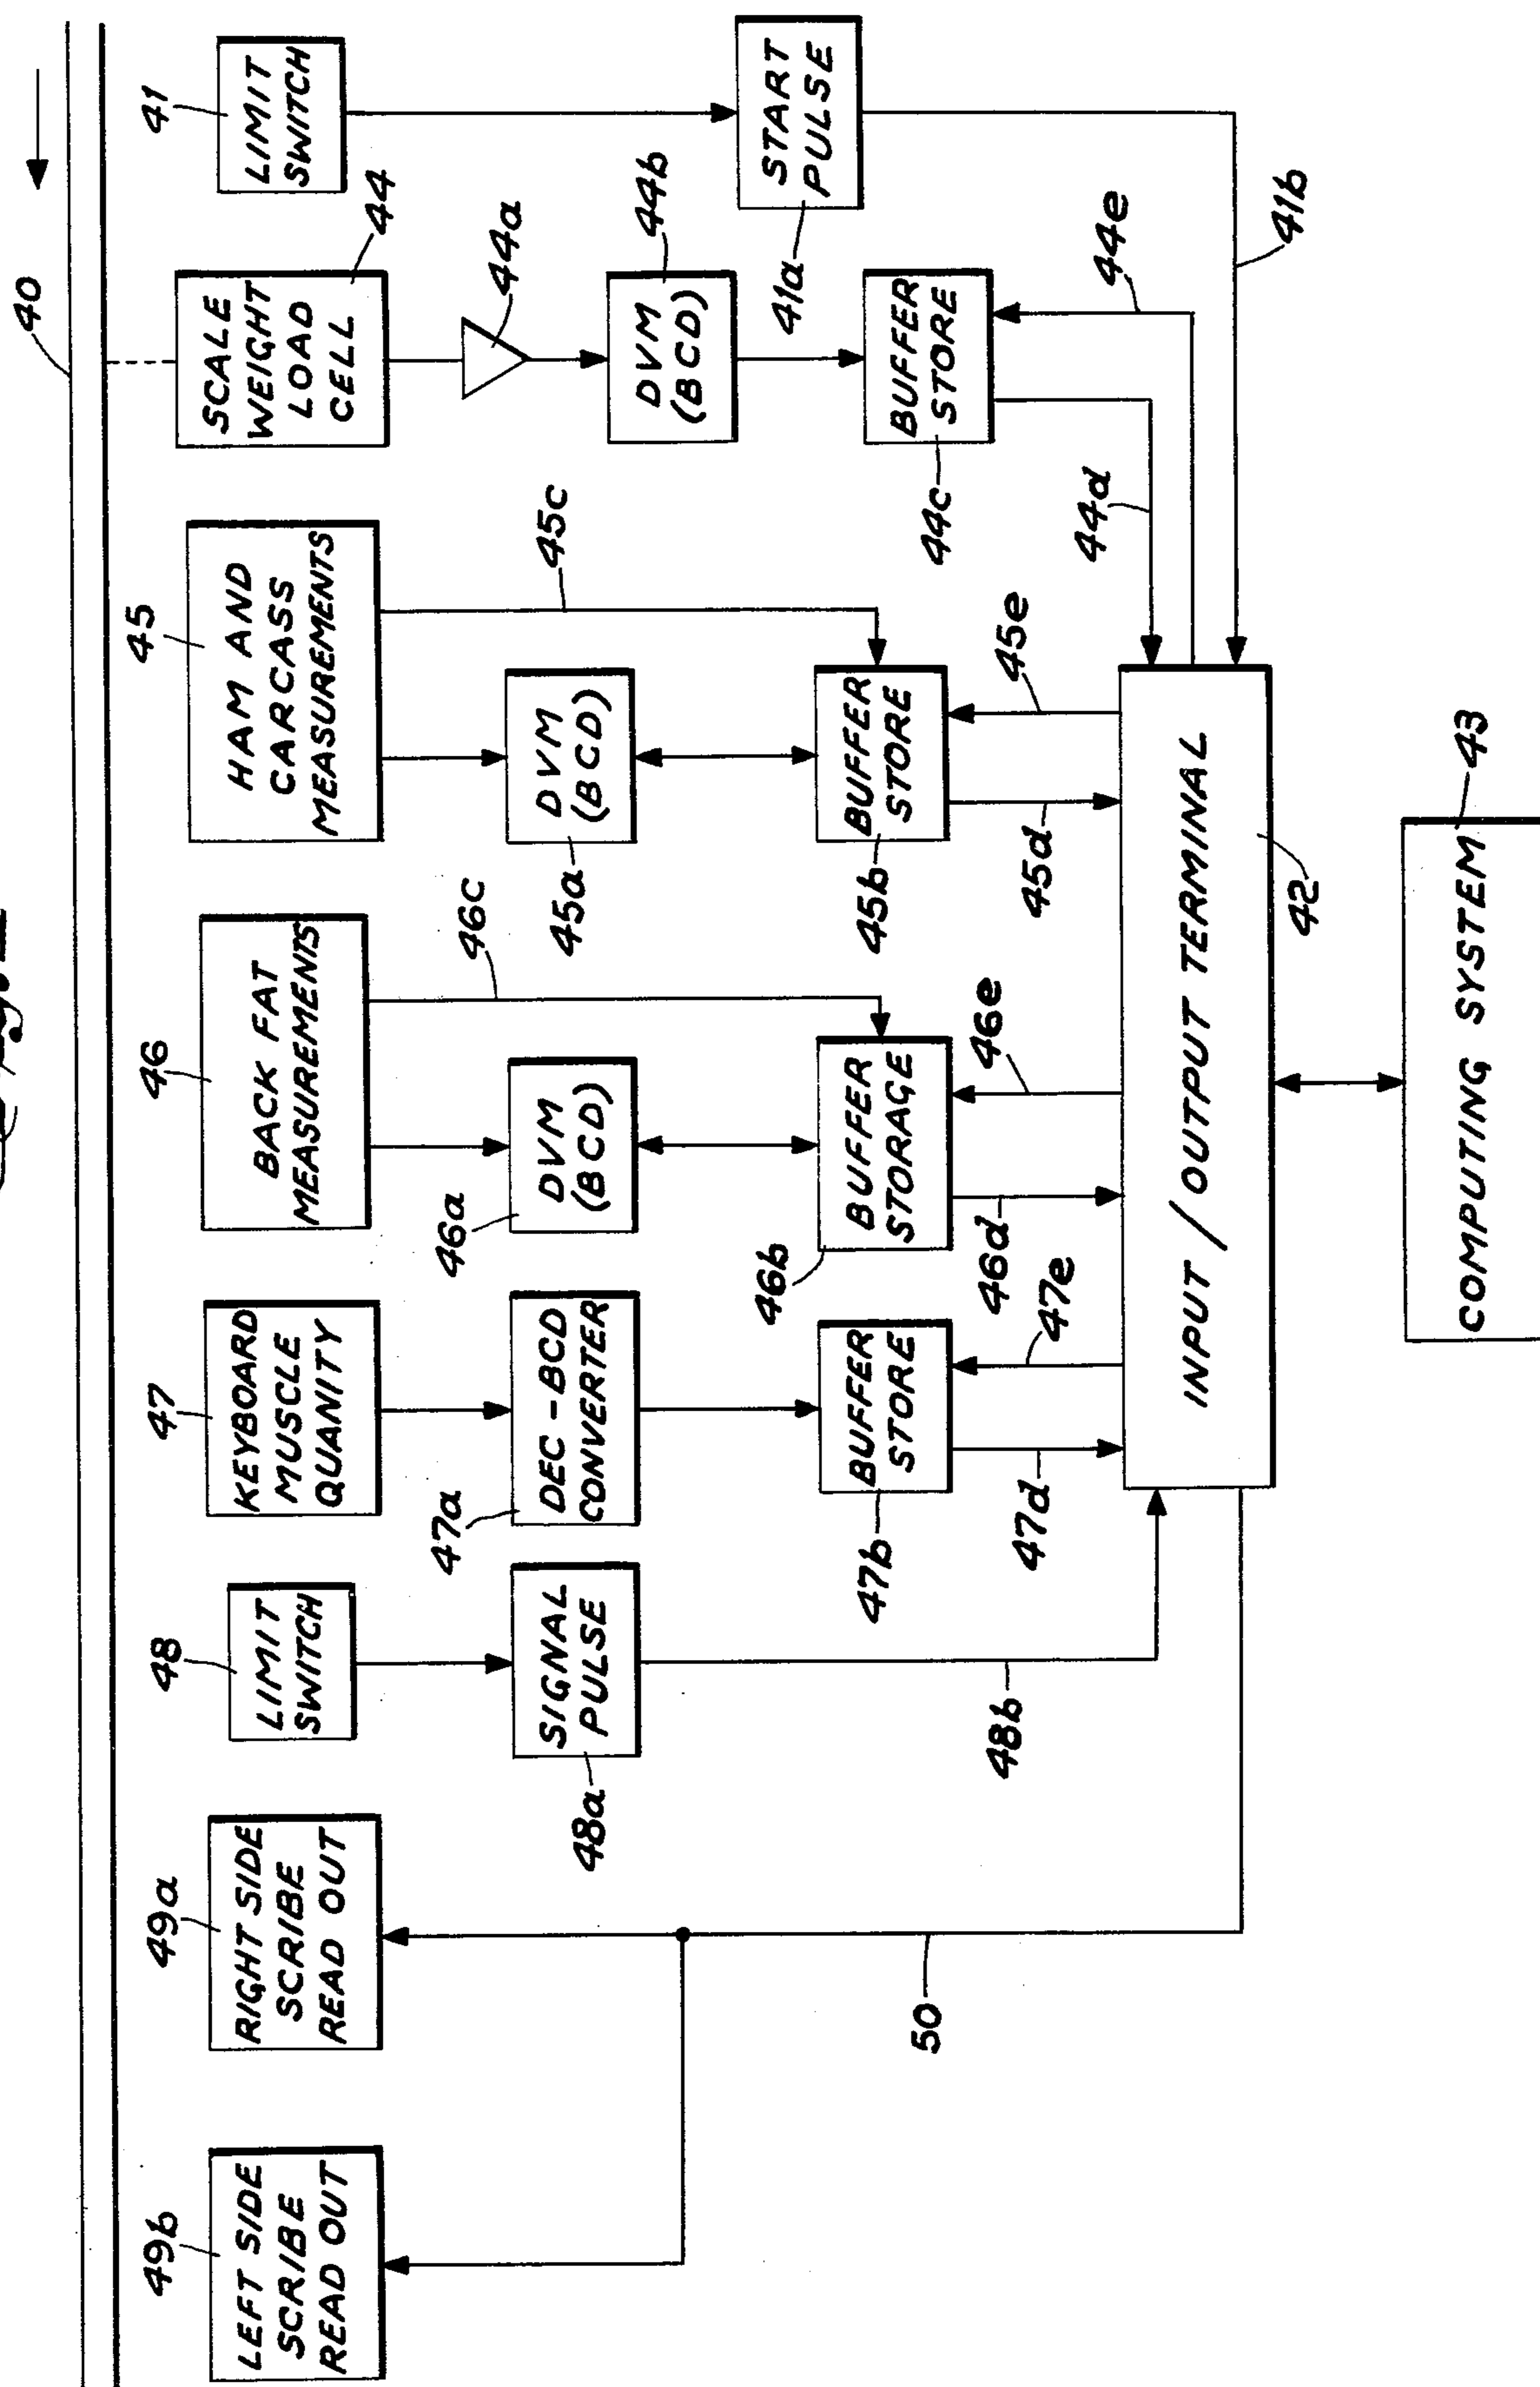 40
41
LIMIT
SWITCH
START
PULSE
41a
41b
SCALE
WEIGHT
LOAD
CELL
44
44a
DVM
(BCD)
44b
BUFFER
STORE
44c
44d
44e
45
HAM AND
CARCASS
MEASUREMENTS
45c
DVM
(BCD)
45a
BUFFER
STORE
45b
45d
45e
46
BACK FAT
MEASUREMENTS
46c
DVM
(BCD)
46a
BUFFER
STORAGE
46b
46d
46e
47
KEYBOARD
MUSCLE
QUANITY
DEC-BCD
CONVERTER
47a
BUFFER
STORE
47b
47d
47e
48
LIMIT
SWITCH
SIGNAL
PULSE
48a
48b
49a
RIGHT SIDE
SCRIBE
READ OUT
49b
LEFT SIDE
SCRIBE
READ OUT
50
INPUT / OUTPUT TERMINAL
42
COMPUTING SYSTEM
43